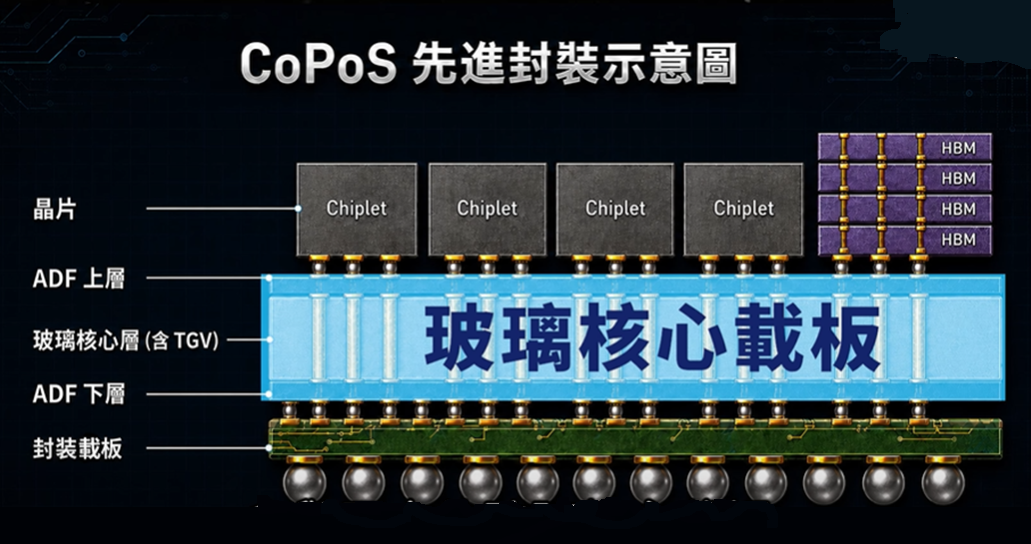 CoPoS 先進封裝示意圖
HBM
HBM
HBM
HBM
晶片
Chiplet Chiplet Chiplet Chiplet
ADF 上層
玻璃核心層 (含 TGV)
玻璃核心載板
ADF 下層
封裝載板